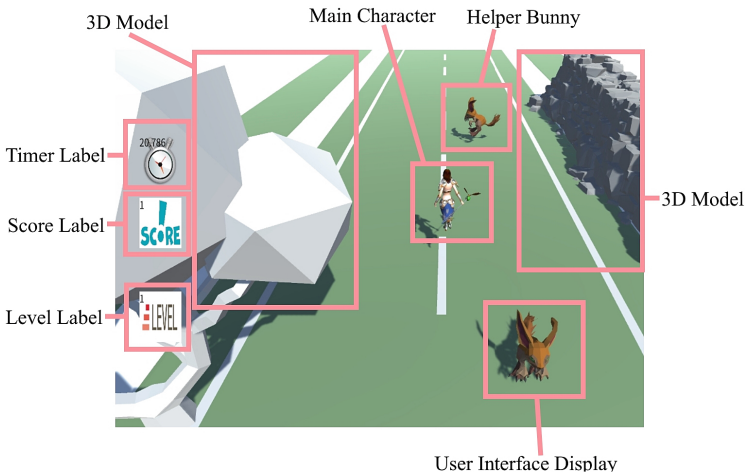 3D Model
Main Character
Helper Bunny
Timer Label
20,786
Score Label
1
SCORE
3D Model
Level Label
1
LEVEL
User Interface Display